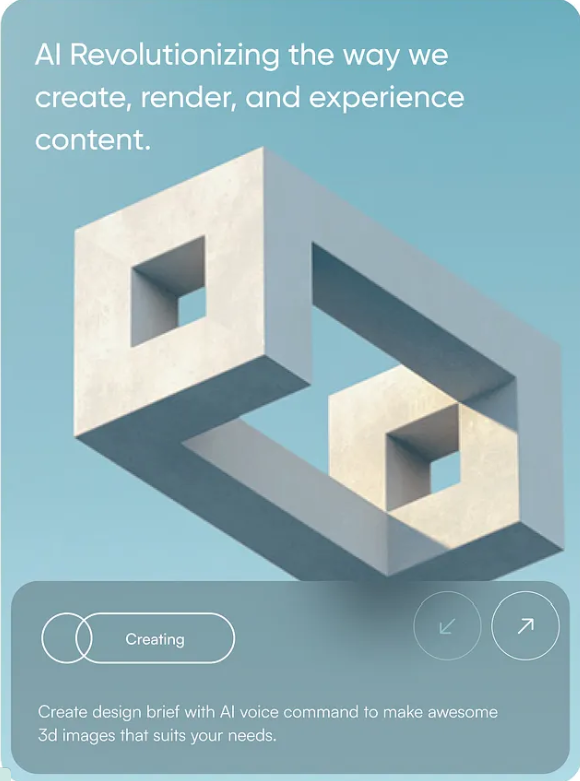 AI Revolutionizing the way we
create, render, and experience
content.
Creating
Create design brief with AI voice command to make awesome
3d images that suits your needs.